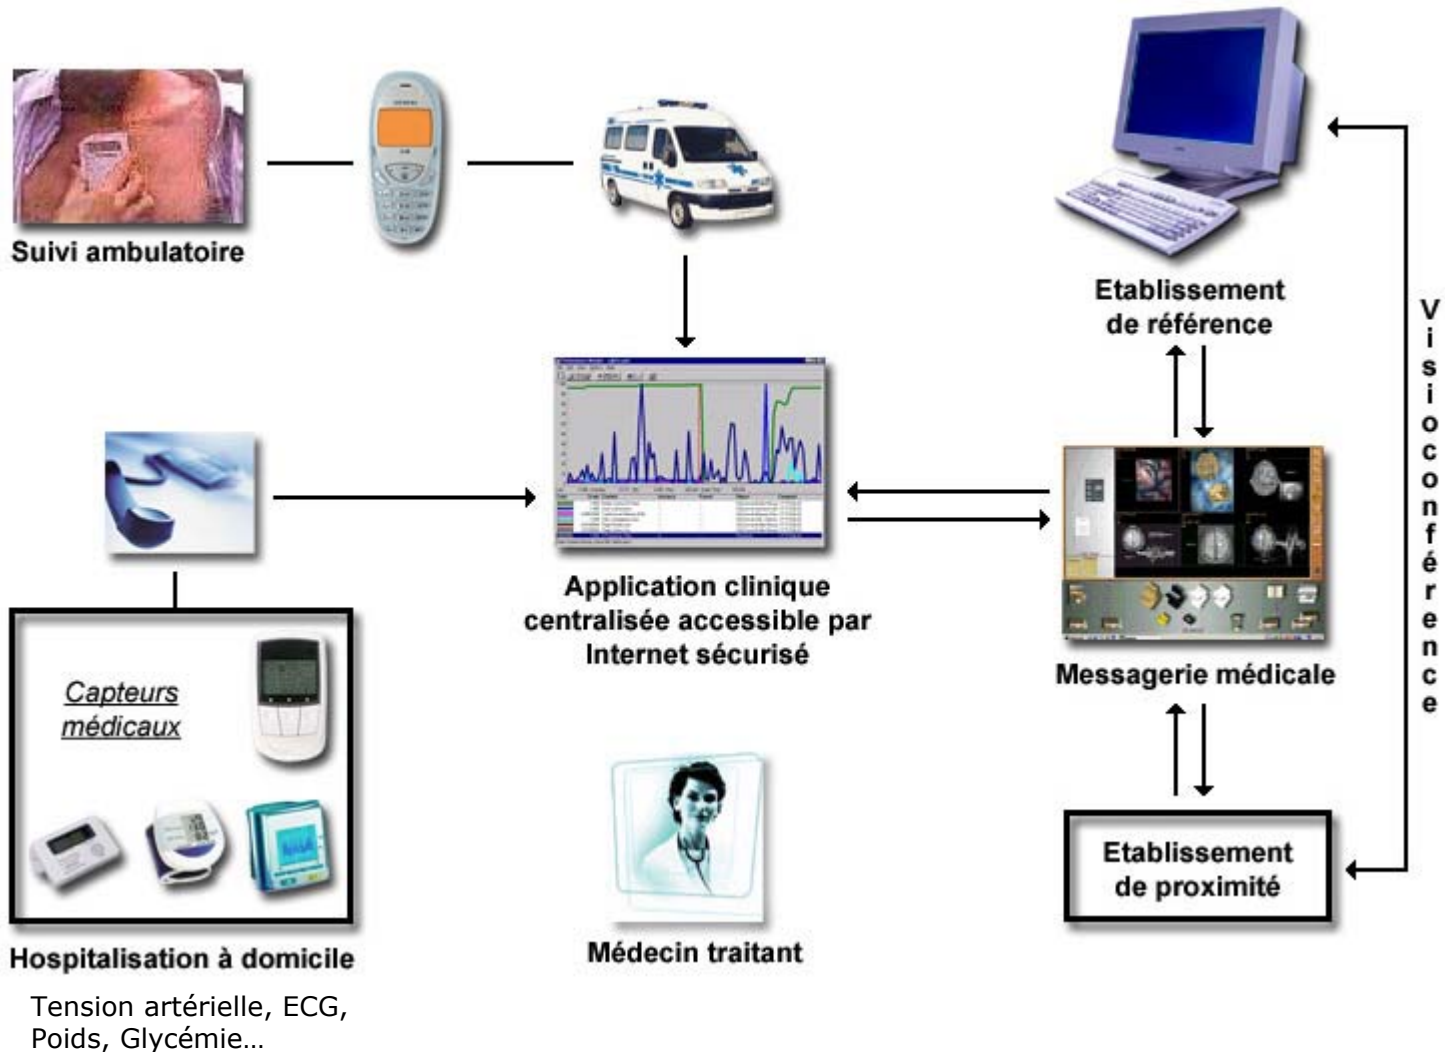 Suivi ambulatoire
Etablissement
de référence
Visioconférence
Application clinique
centralisée accessible par
Internet sécurisé
Messagerie médicale
Capteurs
médicaux
Hospitalisation à domicile
Tension artérielle, ECG,
Poids, Glycémie…
Médecin traitant
Etablissement
de proximité